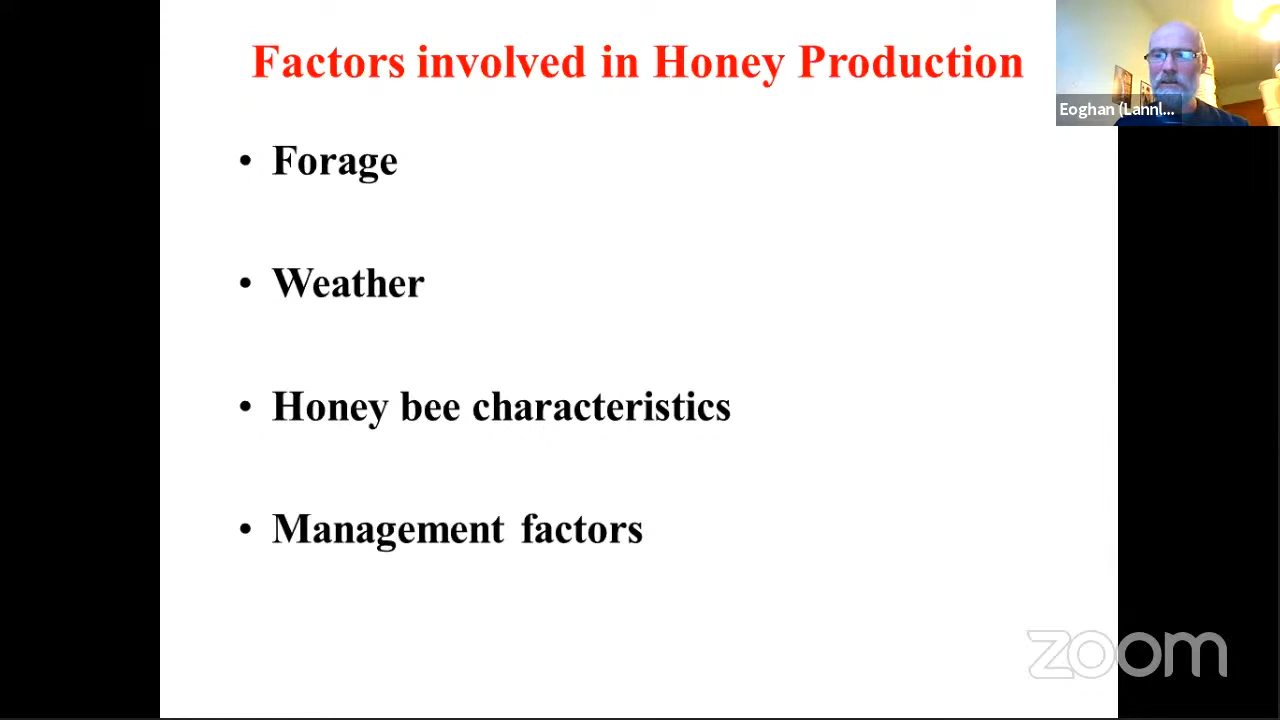 Factors involved in Honey Production
Eoghan (Lannl...
• Forage
• Weather
• Honey bee characteristics
• Management factors
zoom